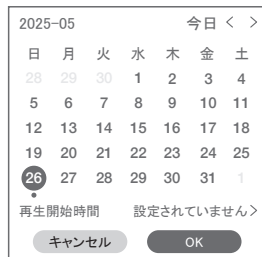 2025-05 今日 < >
日 月 火 水 木 金 土
28 29 30 1 2 3 4
5 6 7 8 9 10 11
12 13 14 15 16 17 18
19 20 21 22 23 24 25
26 27 28 29 30 31 1
再生開始時間 設定されていません>
キャンセル OK